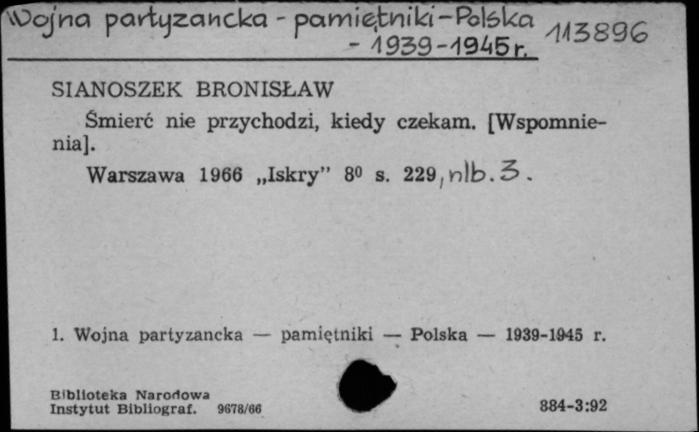 Wojna partyzancka - pamiętniki - Polska
- 1939-1945 r.
113896
SIANOSZEK BRONISŁAW
Śmierć nie przychodzi, kiedy czekam. [Wspomnie-
nia].
Warszawa 1966 „Iskry” 8⁰ s. 229, nlb. 3.
1. Wojna partyzancka — pamiętniki — Polska — 1939-1945 r.
Biblioteka Narodowa
Instytut Bibliograf. 9678/66
884-3:92